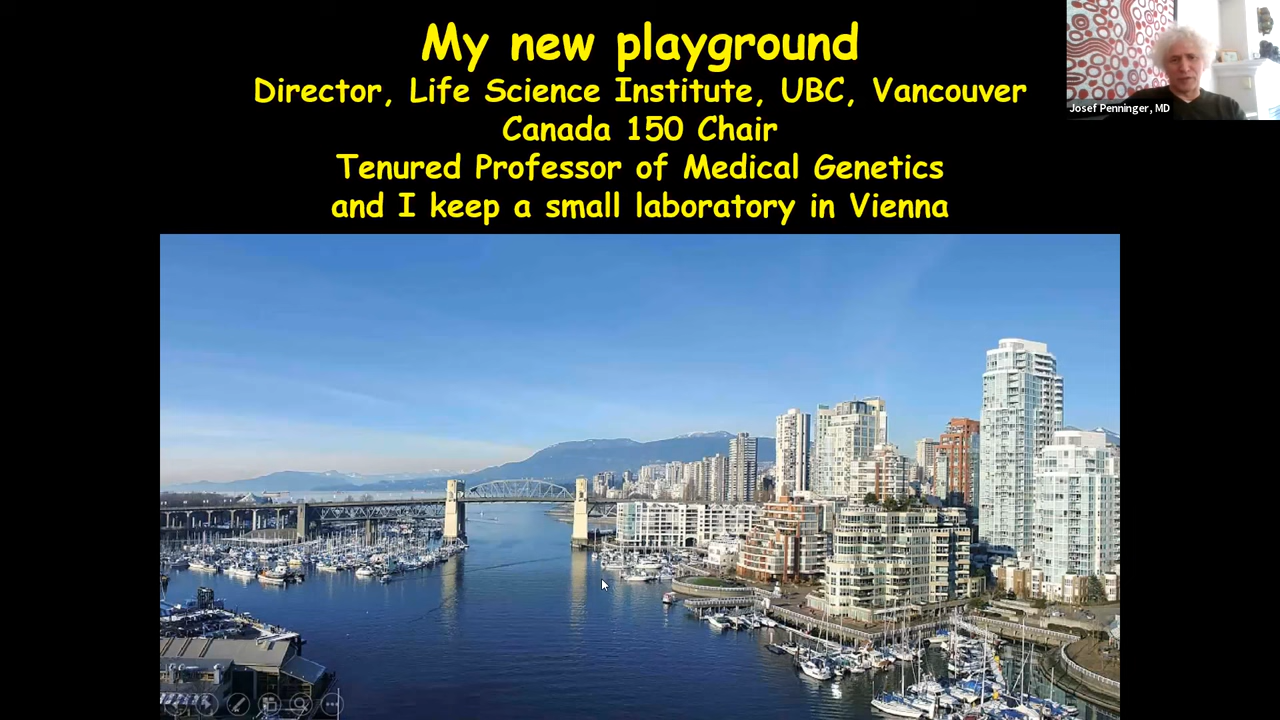 My new playground
Director, Life Science Institute, UBC, Vancouver
Canada 150 Chair
Tenured Professor of Medical Genetics
and I keep a small laboratory in Vienna
Josef Penninger, MD